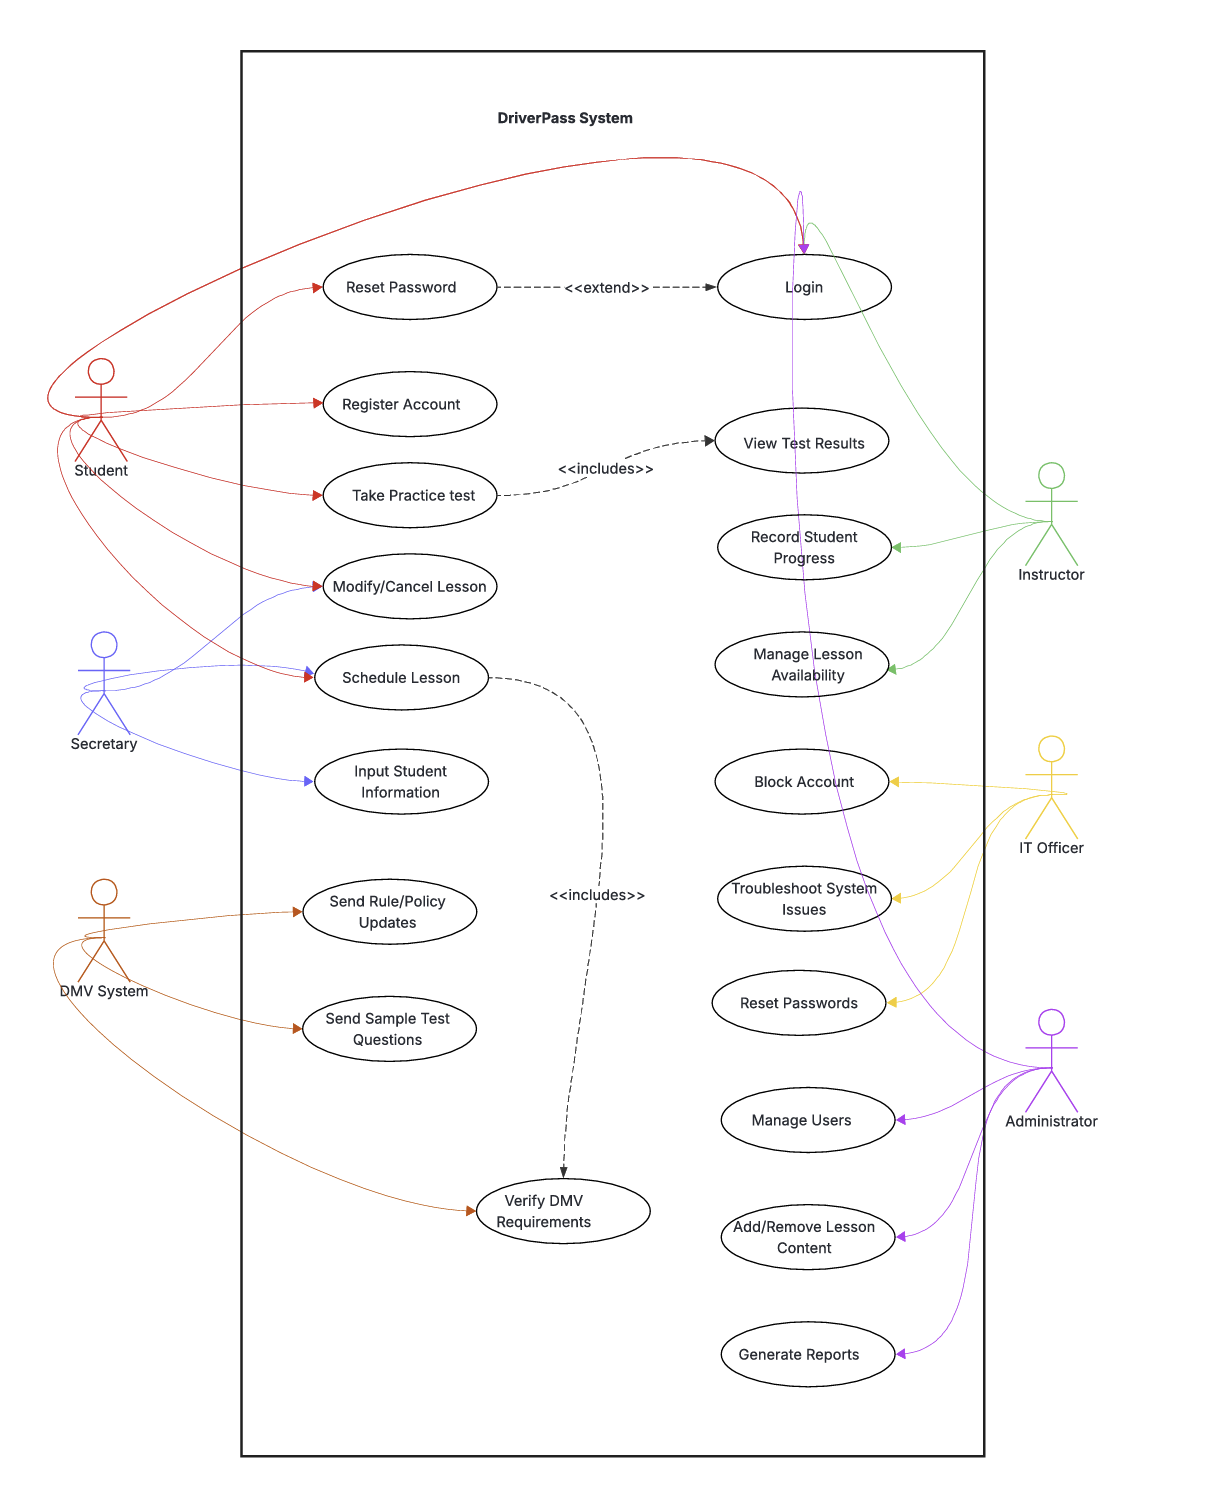 DriverPass System
Reset Password
<<extend>>
Login
Register Account
Student
Take Practice test
<<includes>>
View Test Results
Record Student
Progress
Instructor
Modify/Cancel Lesson
Schedule Lesson
Manage Lesson
Availability
Secretary
Input Student
Information
Block Account
IT Officer
Send Rule/Policy
Updates
<<includes>>
Troubleshoot System
Issues
DMV System
Send Sample Test
Questions
Reset Passwords
Manage Users
Administrator
Verify DMV
Requirements
Add/Remove Lesson
Content
Generate Reports